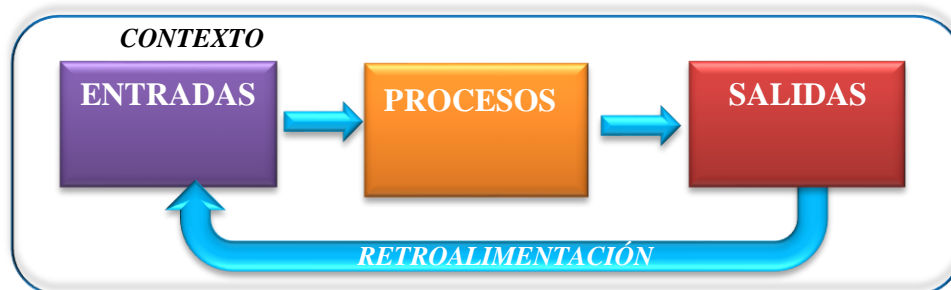 CONTEXTO
ENTRADAS
PROCESOS
SALIDAS
RETROALIMENTACIÓN